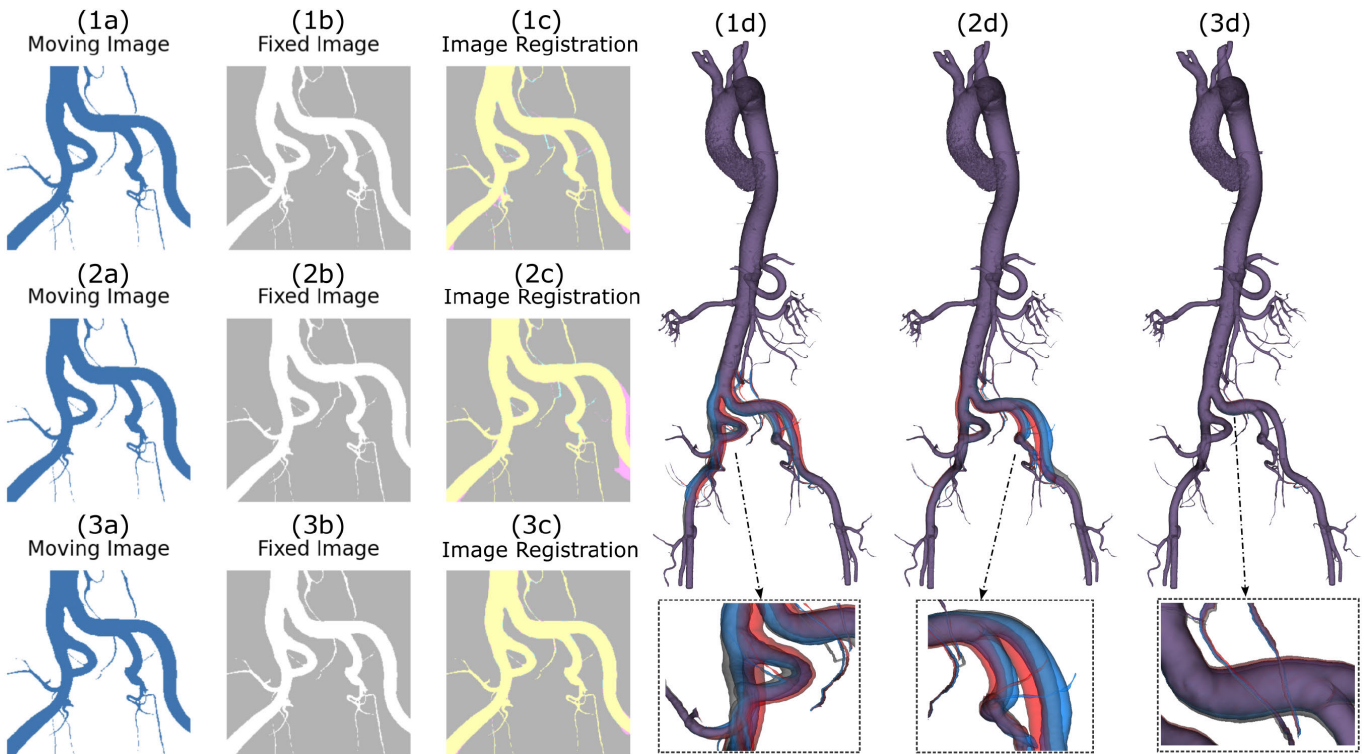 (1a)
Moving Image
(1b)
Fixed Image
(1c)
Image Registration
(1d)
(2d)
(3d)
(2a)
Moving Image
(2b)
Fixed Image
(2c)
Image Registration
(3a)
Moving Image
(3b)
Fixed Image
(3c)
Image Registration